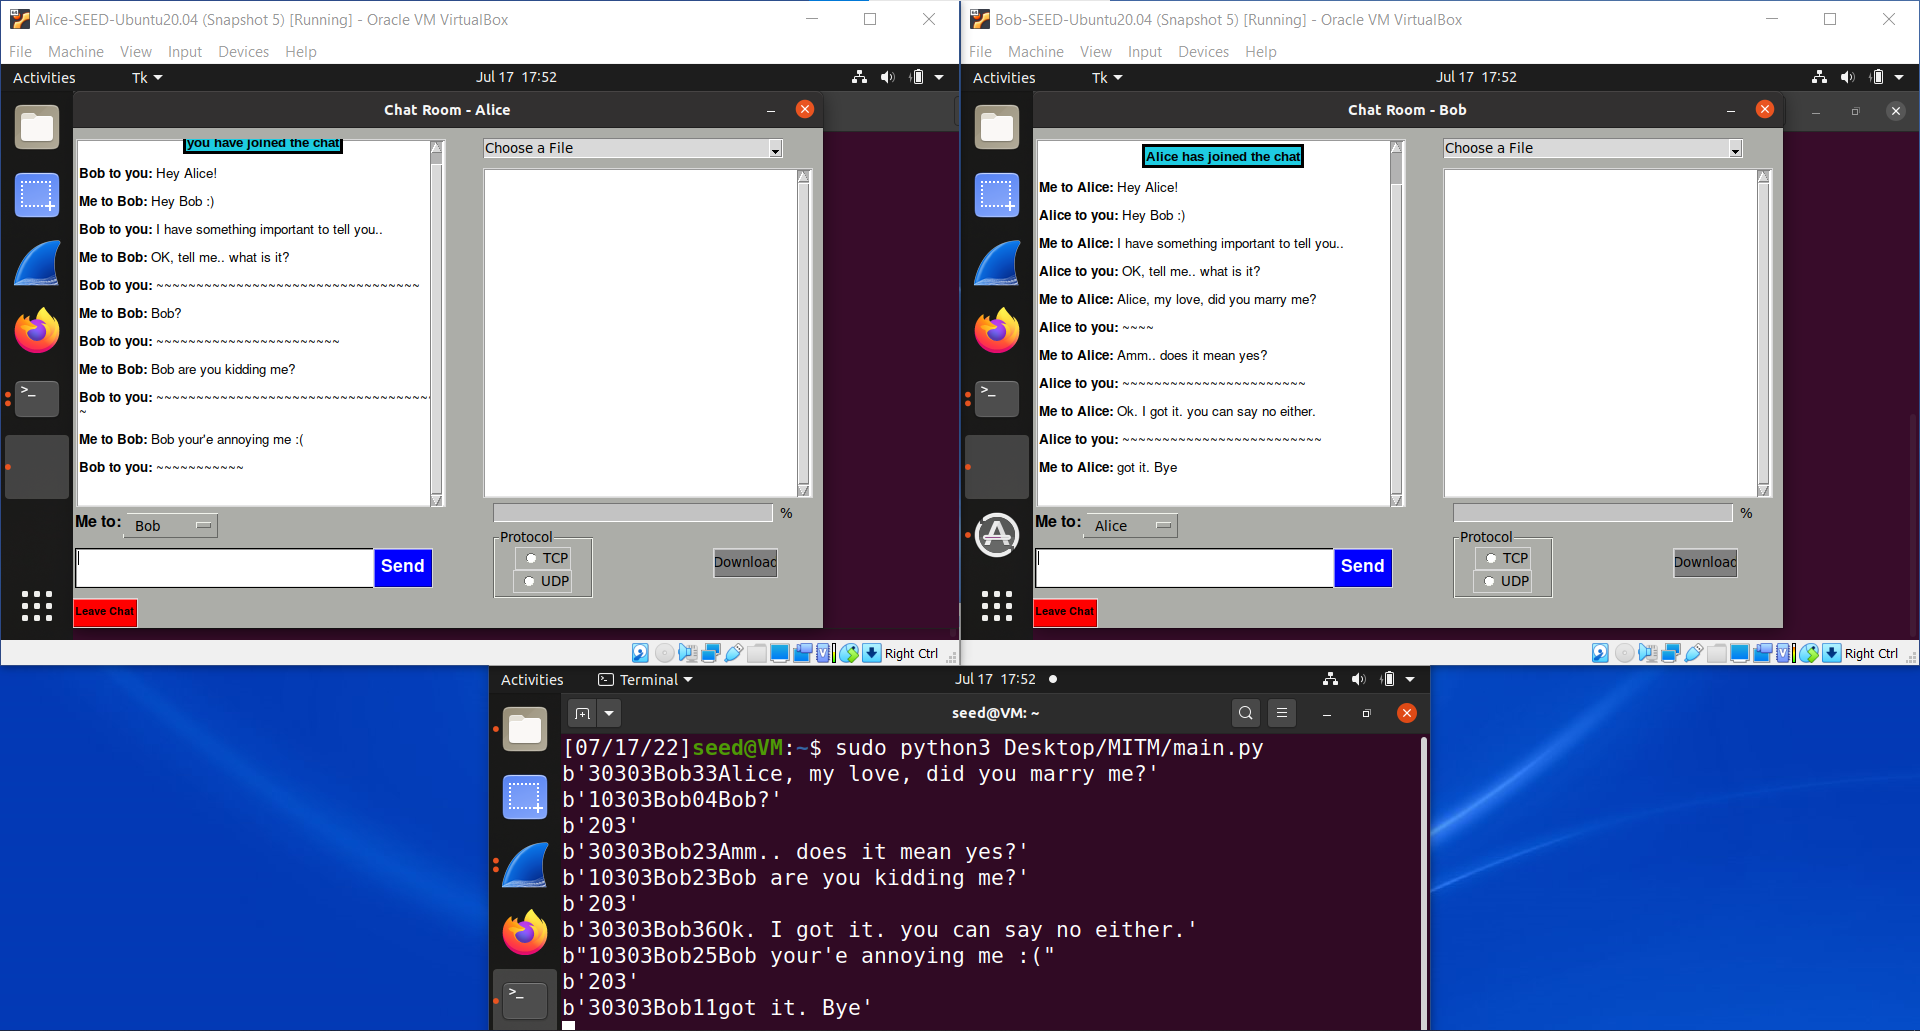 Alice-SEED-Ubuntu20.04 (Snapshot 5) [Running] - Oracle VM VirtualBox
File Machine View Input Devices Help
Activities Tk Jul 17 17:52
Chat Room - Alice
you have joined the chat
Bob to you: Hey Alice!
Me to Bob: Hey Bob :)
Bob to you: I have something important to tell you..
Me to Bob: OK, tell me.. what is it?
Bob to you: ~~~~~~~~~~~~~~~~~~~~~~~~~~~~~~~~~
Me to Bob: Bob?
Bob to you: ~~~~~~~~~~~~~~~~~~~~~~~
Me to Bob: Bob are you kidding me?
Bob to you: ~~~~~~~~~~~~~~~~~~~~~~~~~~~~~~~~~~~
~
Me to Bob: Bob your'e annoying me :(
Bob to you: ~~~~~~~~~~~
Me to: Bob
Send
Leave Chat
Choose a File
%
Protocol
TCP
UDP
Download
Right Ctrl
Bob-SEED-Ubuntu20.04 (Snapshot 5) [Running] - Oracle VM VirtualBox
File Machine View Input Devices Help
Activities Tk Jul 17 17:52
Chat Room - Bob
Alice has joined the chat
Me to Alice: Hey Alice!
Alice to you: Hey Bob :)
Me to Alice: I have something important to tell you..
Alice to you: OK, tell me.. what is it?
Me to Alice: Alice, my love, did you marry me?
Alice to you: ~~~~
Me to Alice: Amm.. does it mean yes?
Alice to you: ~~~~~~~~~~~~~~~~~~~~~~~
Me to Alice: Ok. I got it. you can say no either.
Alice to you: ~~~~~~~~~~~~~~~~~~~~~~~~~
Me to Alice: got it. Bye
Me to: Alice
Send
Leave Chat
Choose a File
%
Protocol
TCP
UDP
Download
Right Ctrl
Activities Terminal Jul 17 17:52
seed@VM: ~
[07/17/22]seed@VM:~$ sudo python3 Desktop/MITM/main.py
b'30303Bob33Alice, my love, did you marry me?'
b'10303Bob04Bob?'
b'203'
b'30303Bob23Amm.. does it mean yes?'
b'10303Bob23Bob are you kidding me?'
b'203'
b'30303Bob36Ok. I got it. you can say no either.'
b"10303Bob25Bob your'e annoying me :("
b'203'
b'30303Bob11got it. Bye'